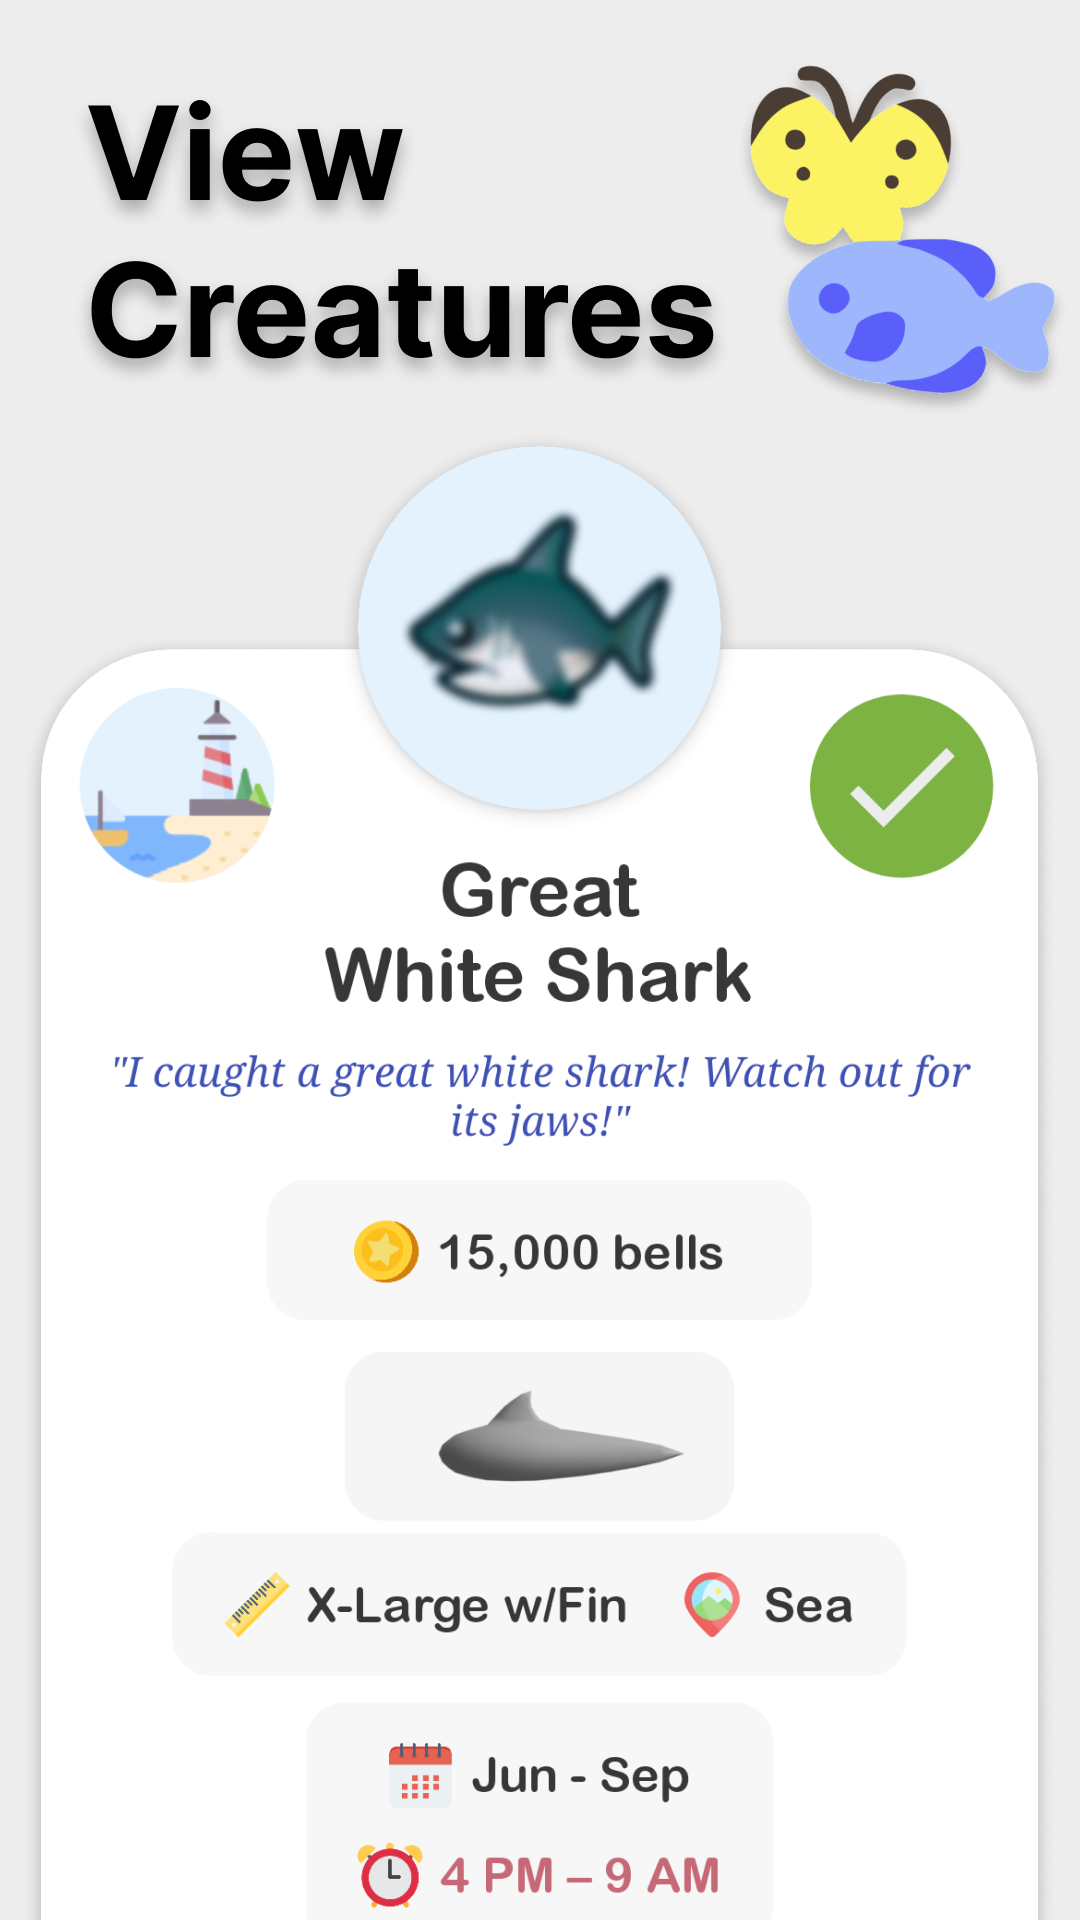 View
Creatures
Great
White Shark
"I caught a great white shark! Watch out for
its jaws!"
15,000 bells
X-Large w/Fin Sea
Jun - Sep
4 PM – 9 AM